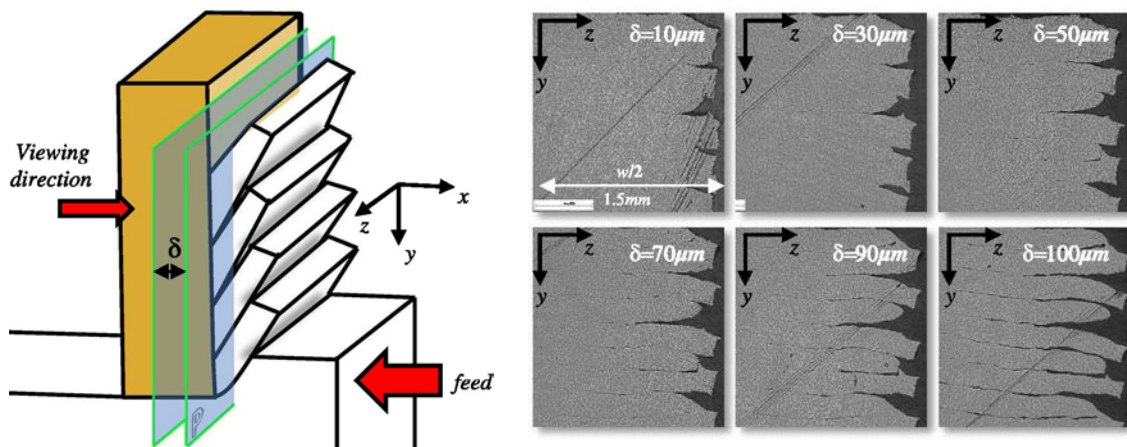 Viewing
direction
δ
x
z
y
feed
P
z
y
δ=10μm
w/2
1.5mm
z
y
δ=30μm
z
y
δ=50μm
z
y
δ=70μm
z
y
δ=90μm
z
y
δ=100μm